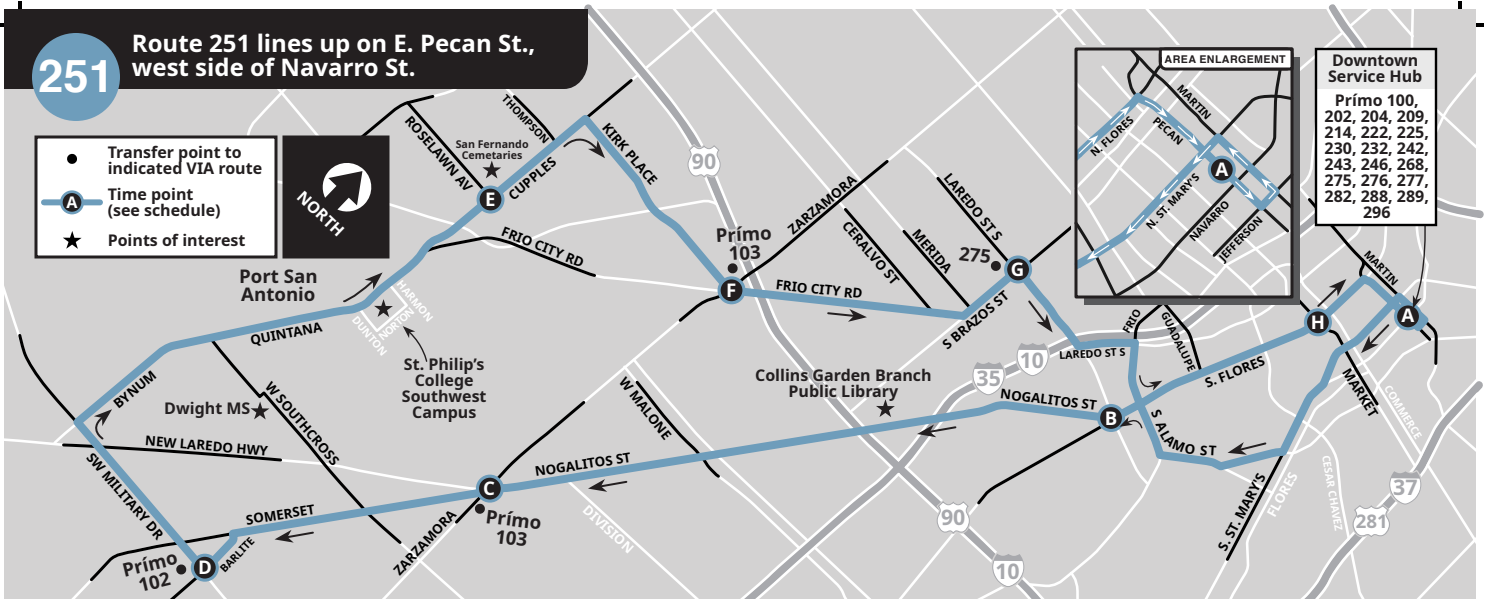 251
Route 251 lines up on E. Pecan St.,
west side of Navarro St.
Transfer point to
indicated VIA route
A
Time point
(see schedule)
Points of interest
NORTH
AREA ENLARGEMENT
MARTIN
PECAN
N. FLORES
A
N. ST. MARY'S
NAVARRO
JEFFERSON
Downtown
Service Hub
Prímo 100,
202, 204, 209,
214, 222, 225,
230, 232, 242,
243, 246, 268,
275, 276, 277,
282, 288, 289,
296
THOMPSON
ROSELAWN AV
San Fernando
Cemetaries
E
CUPPLES
KIRK PLACE
90
FRIO CITY RD
Prímo
103
F
ZARZAMORA
CERALVO ST
MERIDA
LAREDO ST S
275
G
FRIO CITY RD
S BRAZOS ST
Port San
Antonio
HARMON
NORTON
DUNTON
QUINTANA
St. Philip's
College
Southwest
Campus
BYNUM
Dwight MS
W SOUTHCROSS
NEW LAREDO HWY
SW MILITARY DR
SOMERSET
BARLITE
D
Prímo
102
C
Prímo
103
ZARZAMORA
NOGALITOS ST
DIVISION
W MALONE
Collins Garden Branch
Public Library
35
10
LAREDO ST S
FRIO
GUADALUPE
NOGALITOS ST
B
S. FLORES
H
MARTIN
A
MARKET
COMMERCE
S ALAMO ST
S. ST. MARY'S
FLORES
CESAR CHAVEZ
37
281
90
10